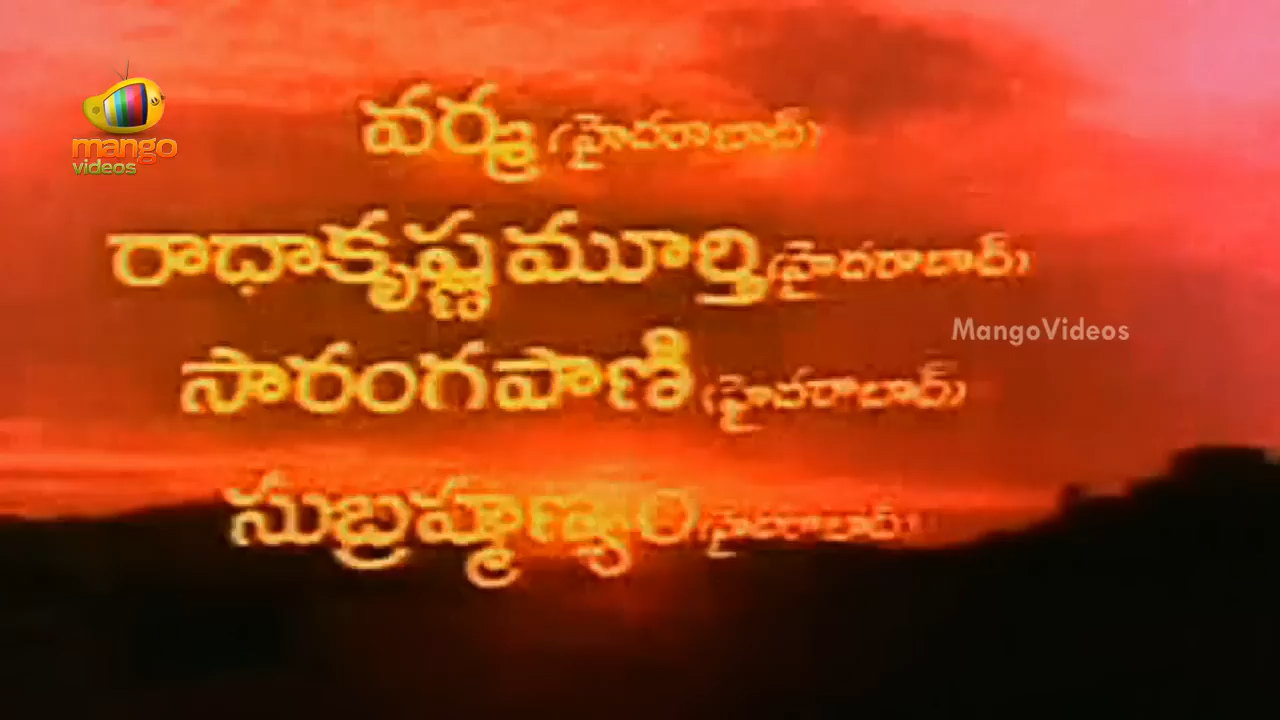 mango
videos
వర్మ (హైదరాబాద్)
రాధాకృష్ణమూర్తి (హైదరాబాద్)
MangoVideos
సారంగపాణి (హైదరాబాద్)
సుబ్రహ్మణ్యం (హైదరాబాద్)